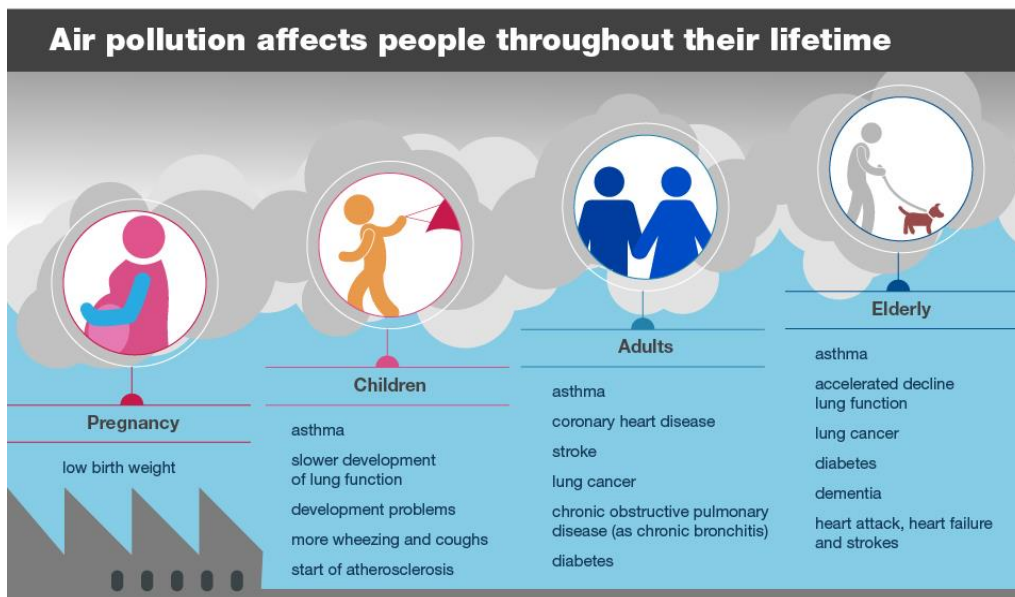 Air pollution affects people throughout their lifetime
Pregnancy
low birth weight
Children
asthma
slower development
of lung function
development problems
more wheezing and coughs
start of atherosclerosis
Adults
asthma
coronary heart disease
stroke
lung cancer
chronic obstructive pulmonary
disease (as chronic bronchitis)
diabetes
Elderly
asthma
accelerated decline
lung function
lung cancer
diabetes
dementia
heart attack, heart failure
and strokes